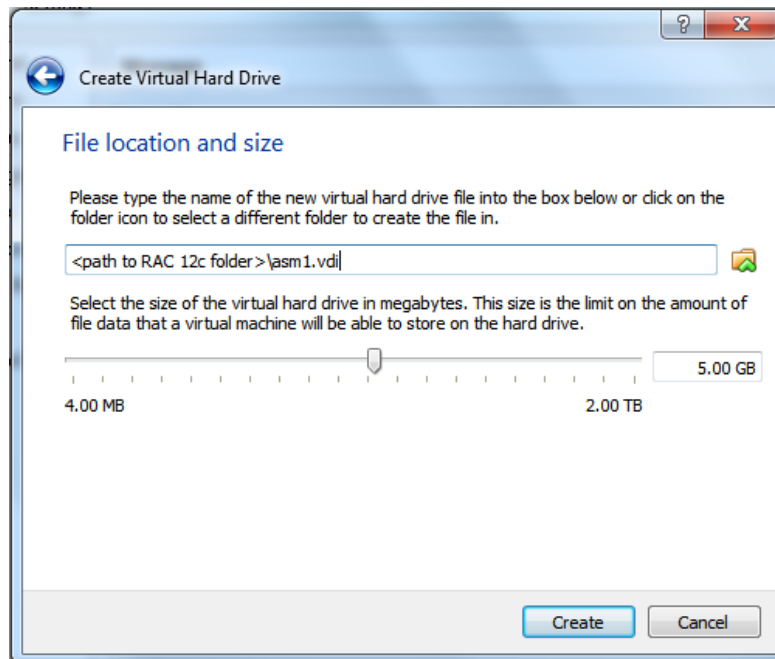 ?
X
Create Virtual Hard Drive
File location and size
Please type the name of the new virtual hard drive file into the box below or click on the
folder icon to select a different folder to create the file in.
<path to RAC 12c folder>\asm1.vdi
Select the size of the virtual hard drive in megabytes. This size is the limit on the amount of
file data that a virtual machine will be able to store on the hard drive.
5.00 GB
4.00 MB 2.00 TB
Create Cancel